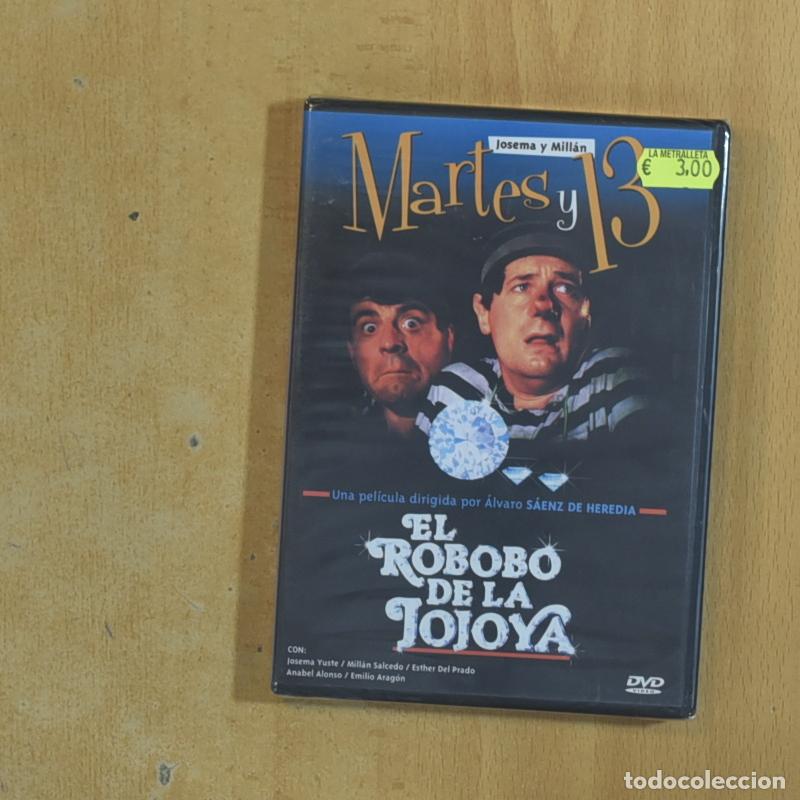 Josema y Millán
Martes y 13
LA METRALLETA
€ 3,00
Una película dirigida por Álvaro SÁENZ DE HEREDIA
EL
ROBOBO
DE LA
JOJOYA
CON:
Josema Yuste / Millán Salcedo / Esther Del Prado
Anabel Alonso / Emilio Aragón
DVD
VIDEO
todocoleccion.net